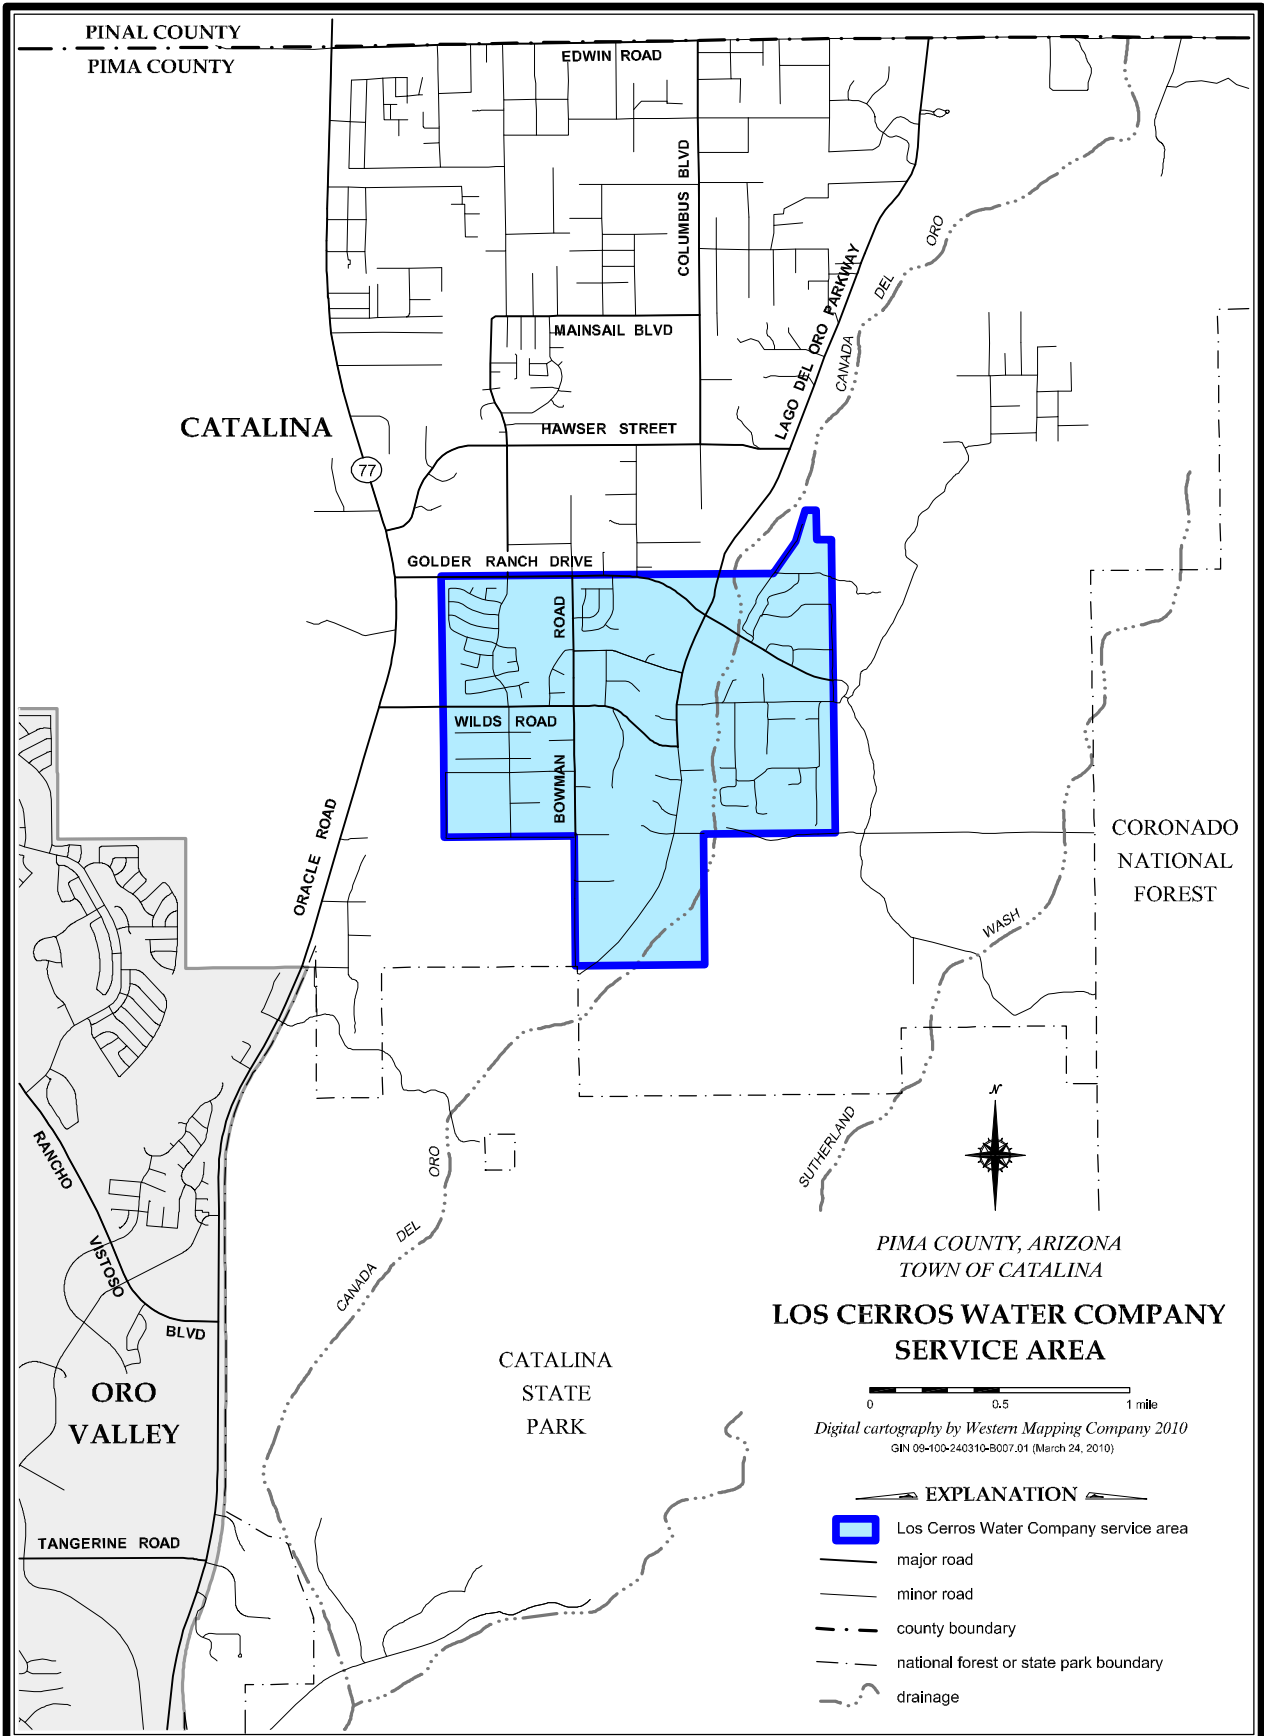 PINAL COUNTY
PIMA COUNTY
EDWIN ROAD
COLUMBUS BLVD
CANADA DEL ORO
LAGO DEL ORO PARKWAY
MAINSAIL BLVD
CATALINA
HAWSER STREET
77
GOLDER RANCH DRIVE
BOWMAN ROAD
WILDS ROAD
ORACLE ROAD
CORONADO
NATIONAL
FOREST
SUTHERLAND WASH
CANADA DEL ORO
RANCHO VISTOSO BLVD
N
PIMA COUNTY, ARIZONA
TOWN OF CATALINA
LOS CERROS WATER COMPANY
SERVICE AREA
0 0.5 1 mile
Digital cartography by Western Mapping Company 2010
GIN 09-100-240310-B007.01 (March 24, 2010)
CATALINA
STATE
PARK
ORO
VALLEY
TANGERINE ROAD
EXPLANATION
Los Cerros Water Company service area
major road
minor road
county boundary
national forest or state park boundary
drainage